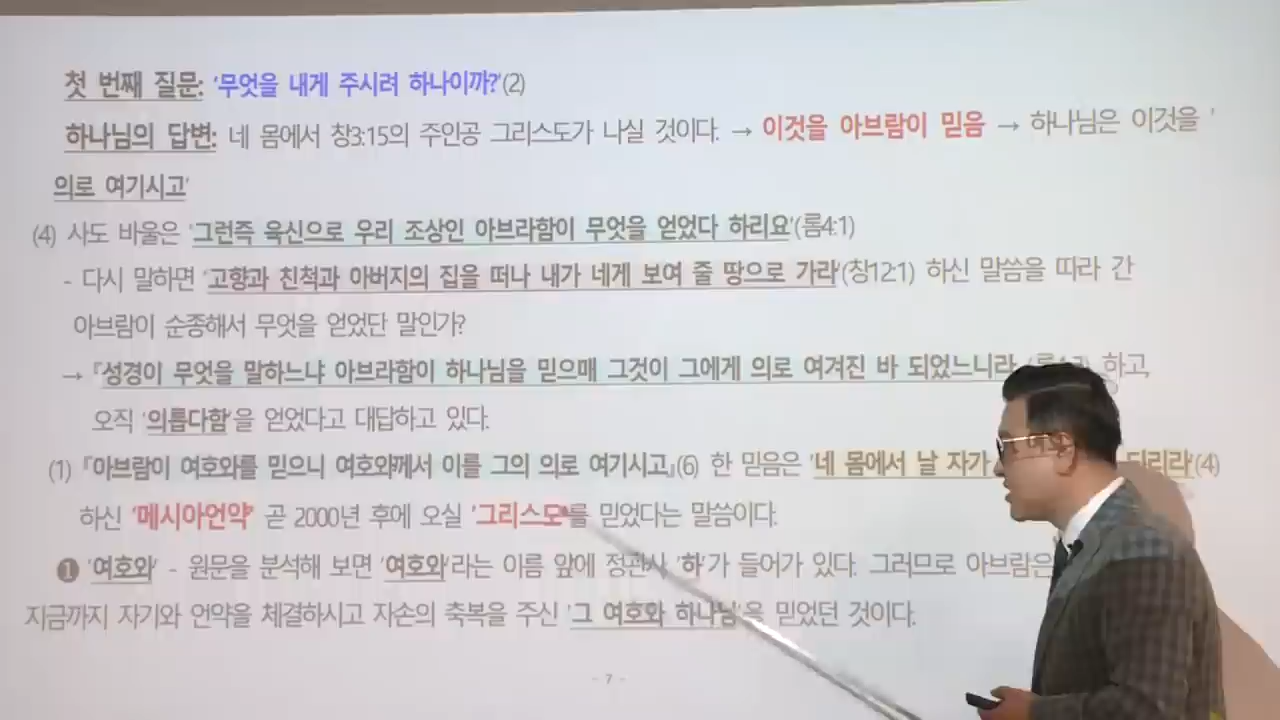 첫 번째 질문: '무엇을 내게 주시려 하나이까?'(2)
하나님의 답변: 네 몸에서 창3:15의 주인공 그리스도가 나실 것이다. → 이것을 아브람이 믿음 → 하나님은 이것을 '
의로 여기시고'
(4) 사도 바울은 '그런즉 육신으로 우리 조상인 아브라함이 무엇을 얻었다 하리요'(롬4:1)
- 다시 말하면 '고향과 친척과 아버지의 집을 떠나 내가 네게 보여 줄 땅으로 가라'(창12:1) 하신 말씀을 따라 간
아브람이 순종해서 무엇을 얻었단 말인가?
→ 『성경이 무엇을 말하느냐 아브라함이 하나님을 믿으매 그것이 그에게 의로 여겨진 바 되었느니라 하고,
오직 '의롭다함'을 얻었다고 대답하고 있다.
(1) 『아브람이 여호와를 믿으니 여호와께서 이를 그의 의로 여기시고』(6) 한 믿음은 '네 몸에서 날 자가 되리라'(4)
하신 '메시아언약' 곧 2000년 후에 오실 '그리스도'를 믿었다는 말씀이다.
❶ '여호와' - 원문을 분석해 보면 '여호와'라는 이름 앞에 정관사 '하'가 들어가 있다. 그러므로 아브람은
지금까지 자기와 언약을 체결하시고 자손의 축복을 주신 '그 여호와 하나님'을 믿었던 것이다.
- 7 -